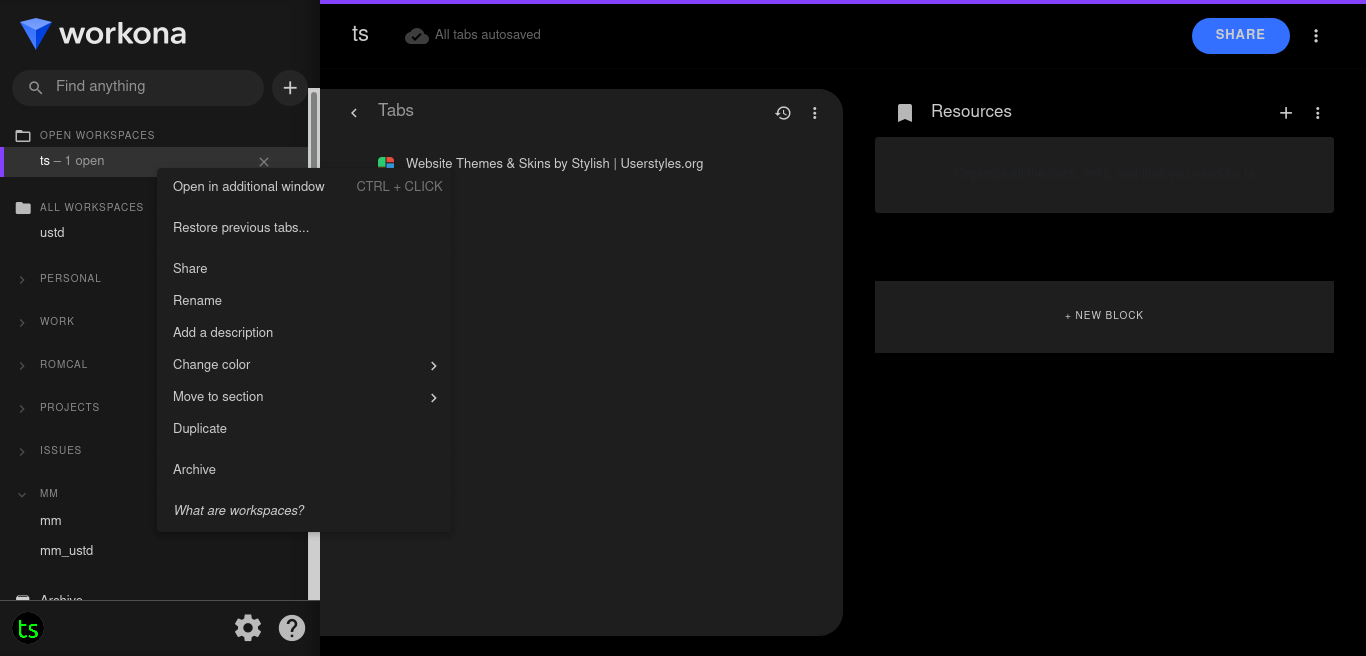 workona
Find anything
OPEN WORKSPACES
ts – 1 open
ALL WORKSPACES
ustd
PERSONAL
WORK
ROMCAL
PROJECTS
ISSUES
MM
mm
mm_ustd
Archive
ts
Open in additional window CTRL + CLICK
Restore previous tabs...
Share
Rename
Add a description
Change color
Move to section
Duplicate
Archive
What are workspaces?
ts
All tabs autosaved
SHARE
Tabs
Website Themes & Skins by Stylish | Userstyles.org
Resources
+ NEW BLOCK